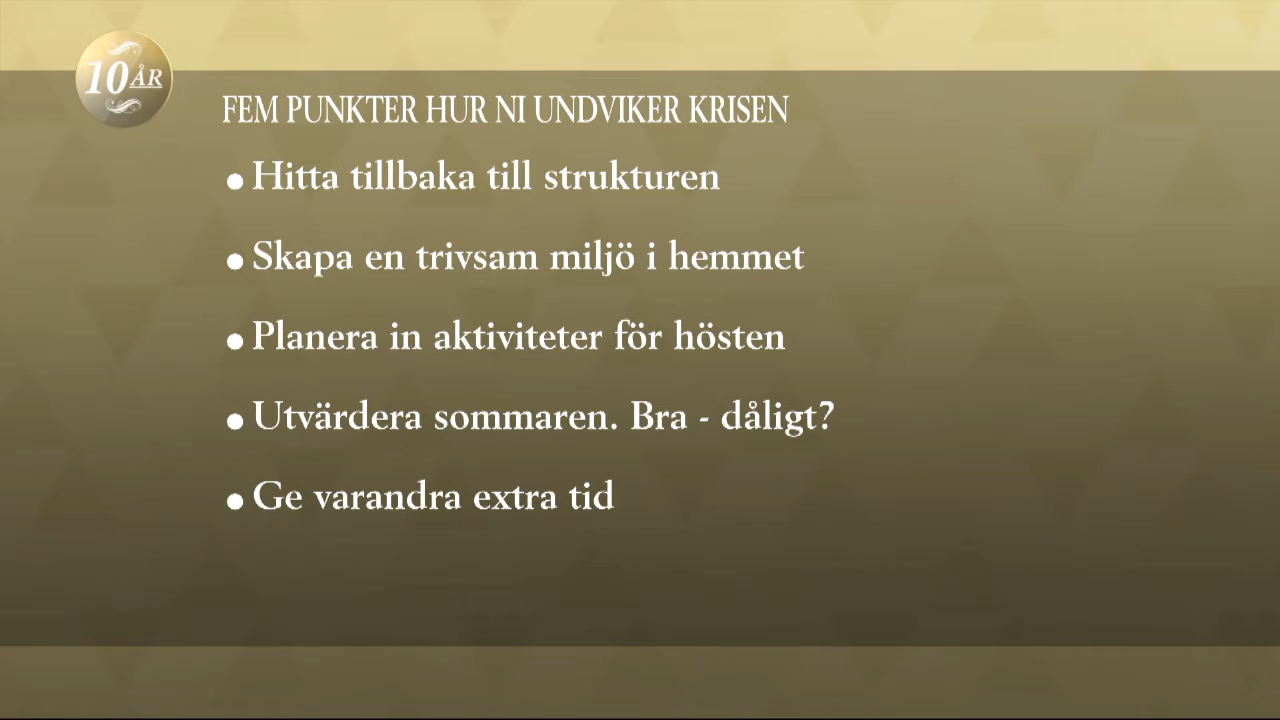 10 ÅR
FEM PUNKTER HUR NI UNDVIKER KRISEN
• Hitta tillbaka till strukturen
• Skapa en trivsam miljö i hemmet
• Planera in aktiviteter för hösten
• Utvärdera sommaren. Bra - dåligt?
• Ge varandra extra tid